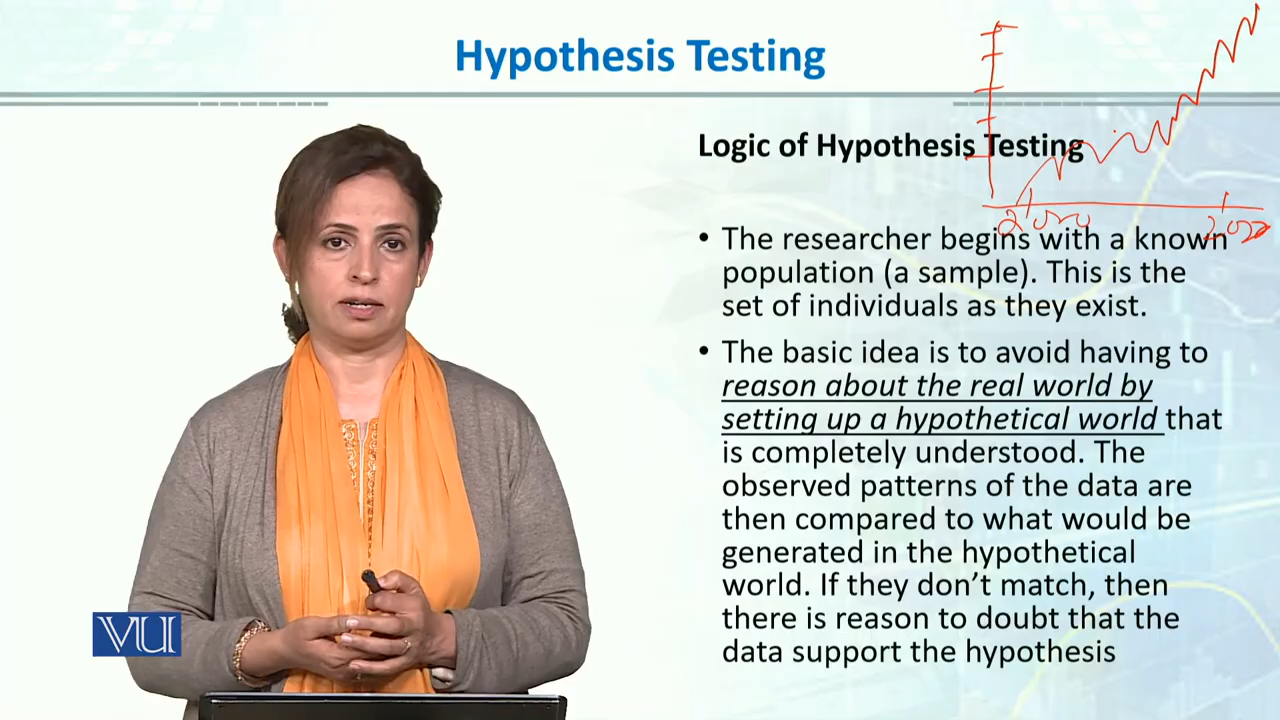 Hypothesis Testing
Logic of Hypothesis Testing
2020
• The researcher begins with a known
population (a sample). This is the
set of individuals as they exist.
• The basic idea is to avoid having to
reason about the real world by
setting up a hypothetical world that
is completely understood. The
observed patterns of the data are
then compared to what would be
generated in the hypothetical
world. If they don’t match, then
there is reason to doubt that the
data support the hypothesis
VU